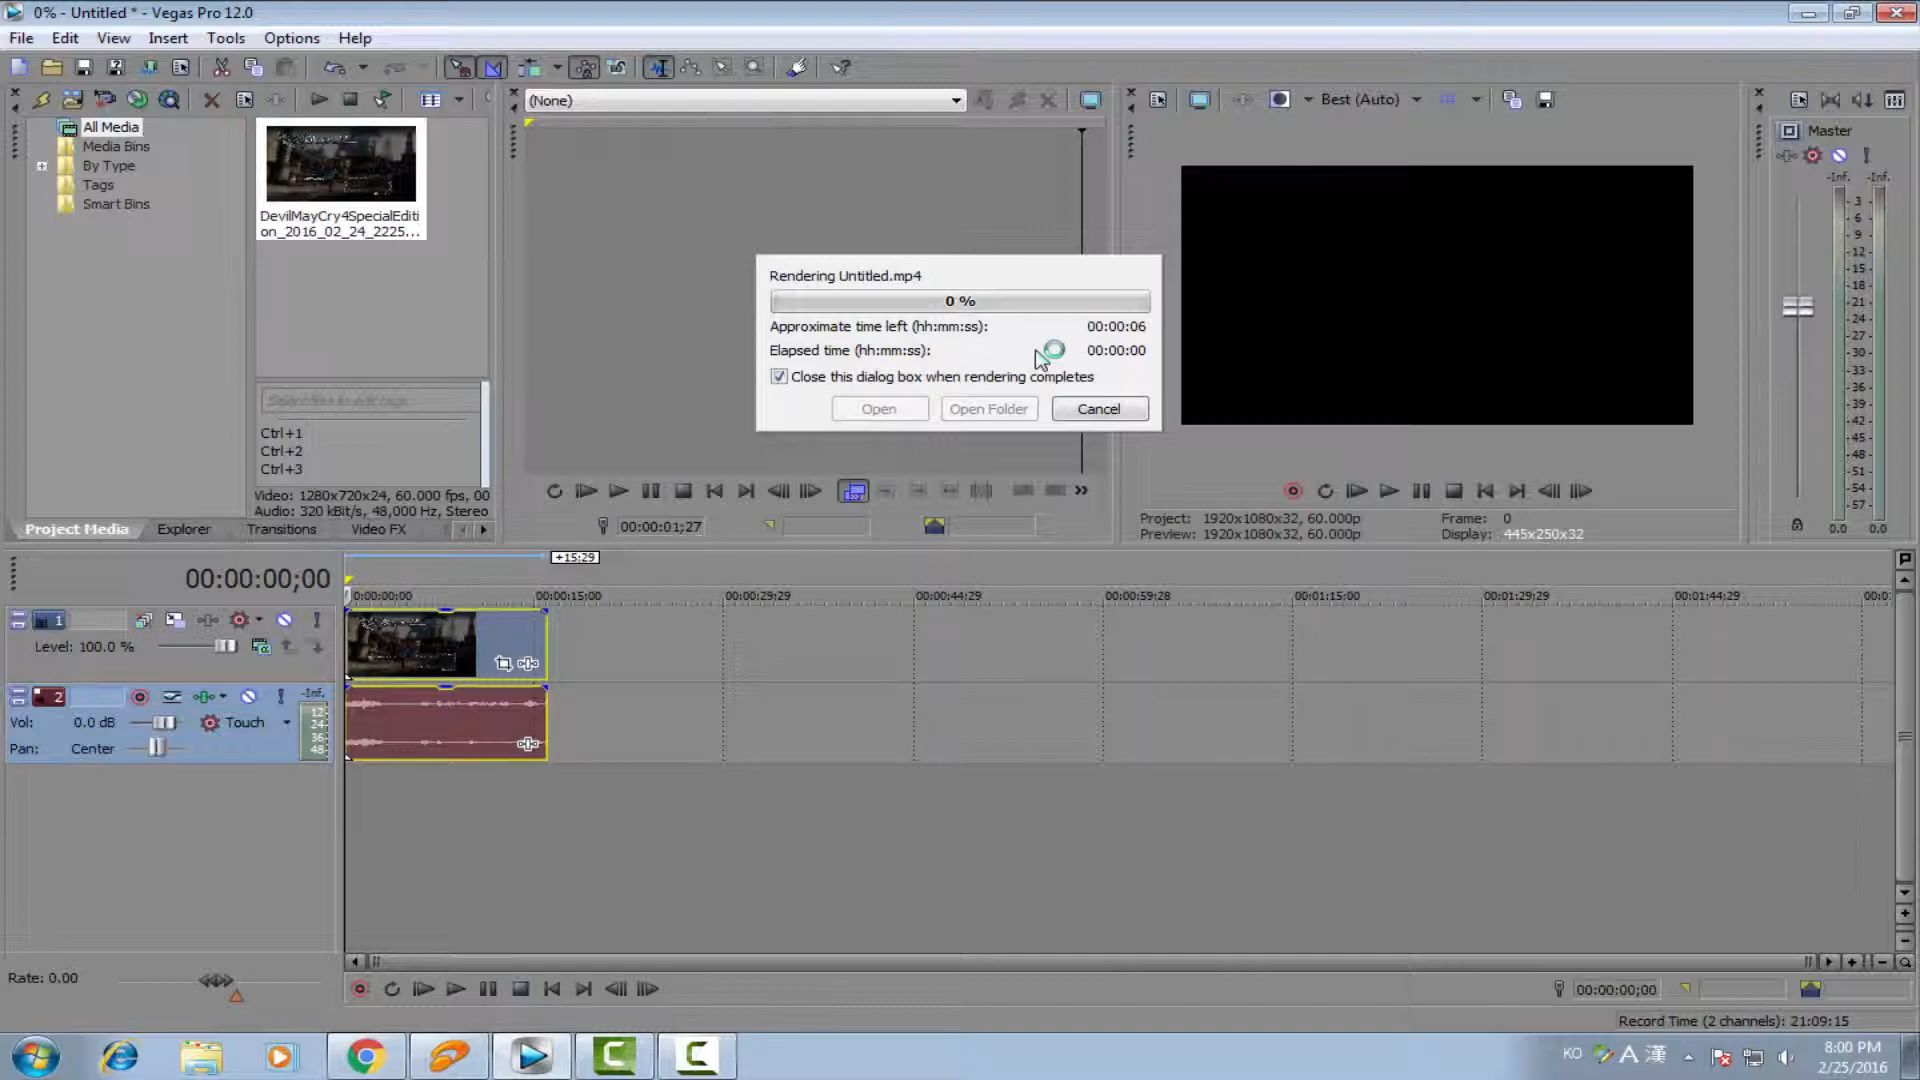 0% - Untitled * - Vegas Pro 12.0
File Edit View Insert Tools Options Help
(None)
Best (Auto)
All Media
Media Bins
By Type
Tags
Smart Bins
DevilMayCry4SpecialEditi
on_2016_02_24_2225...
Ctrl+1
Ctrl+2
Ctrl+3
Video: 1280x720x24, 60.000 fps, 00
Audio: 320 kBit/s, 48,000 Hz, Stereo
Project Media Explorer Transitions Video FX
Rendering Untitled.mp4
0 %
Approximate time left (hh:mm:ss): 00:00:06
Elapsed time (hh:mm:ss): 00:00:00
Close this dialog box when rendering completes
Open Open Folder Cancel
00:00:01;27
Project: 1920x1080x32, 60.000p
Preview: 1920x1080x32, 60.000p
Frame: 0
Display: 445x250x32
Master
-Inf. -Inf.
3
6
9
12
15
18
21
24
27
30
33
36
39
42
45
48
51
54
57
0.0 0.0
+15:29
00:00:00;00
0:00:00:00 00:00:15:00 00:00:29:29 00:00:44:29 00:00:59:28 00:01:15:00 00:01:29:29 00:01:44:29 00:0
1
Level: 100.0 %
2
-Inf.
12
24
36
48
Vol: 0.0 dB Touch
Pan: Center
Rate: 0.00
00:00:00;00
Record Time (2 channels): 21:09:15
KO A 漢
8:00 PM
2/25/2016